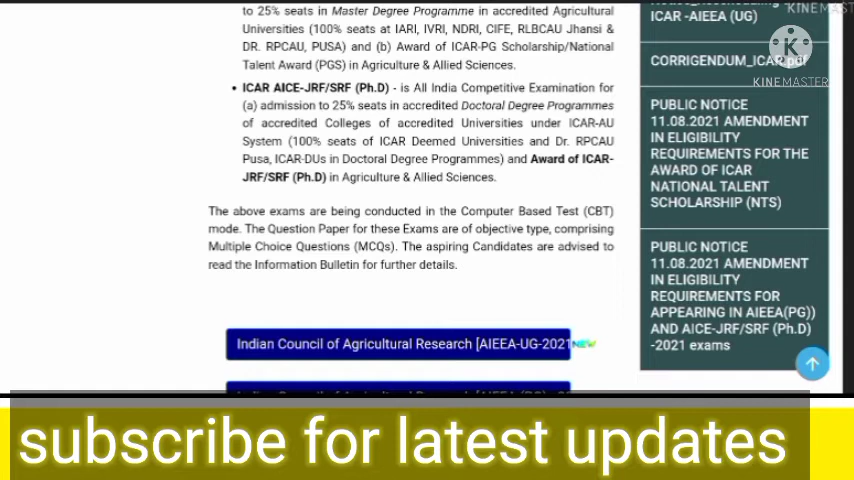 to 25% seats in Master Degree Programme in accredited Agricultural
Universities (100% seats at IARI, IVRI, NDRI, CIFE, RLBCAU Jhansi &
DR. RPCAU, PUSA) and (b) Award of ICAR-PG Scholarship/National
Talent Award (PGS) in Agriculture & Allied Sciences.
• ICAR AICE-JRF/SRF (Ph.D) - is All India Competitive Examination for
(a) admission to 25% seats in accredited Doctoral Degree Programmes
of accredited Colleges of accredited Universities under ICAR-AU
System (100% seats of ICAR Deemed Universities and Dr. RPCAU
Pusa, ICAR-DUs in Doctoral Degree Programmes) and Award of ICAR-
JRF/SRF (Ph.D) in Agriculture & Allied Sciences.
The above exams are being conducted in the Computer Based Test (CBT)
mode. The Question Paper for these Exams are of objective type, comprising
Multiple Choice Questions (MCQs). The aspiring Candidates are advised to
read the Information Bulletin for further details.
Indian Council of Agricultural Research [AIEEA-UG-2021
NEW
ICAR -AIEEA (UG)
CORRIGENDUM_ICAR.pdf
PUBLIC NOTICE
11.08.2021 AMENDMENT
IN ELIGIBILITY
REQUIREMENTS FOR THE
AWARD OF ICAR
NATIONAL TALENT
SCHOLARSHIP (NTS)
PUBLIC NOTICE
11.08.2021 AMENDMENT
IN ELIGIBILITY
REQUIREMENTS FOR
APPEARING IN AIEEA(PG))
AND AICE-JRF/SRF (Ph.D)
-2021 exams
K
KINEMASTER
subscribe for latest updates